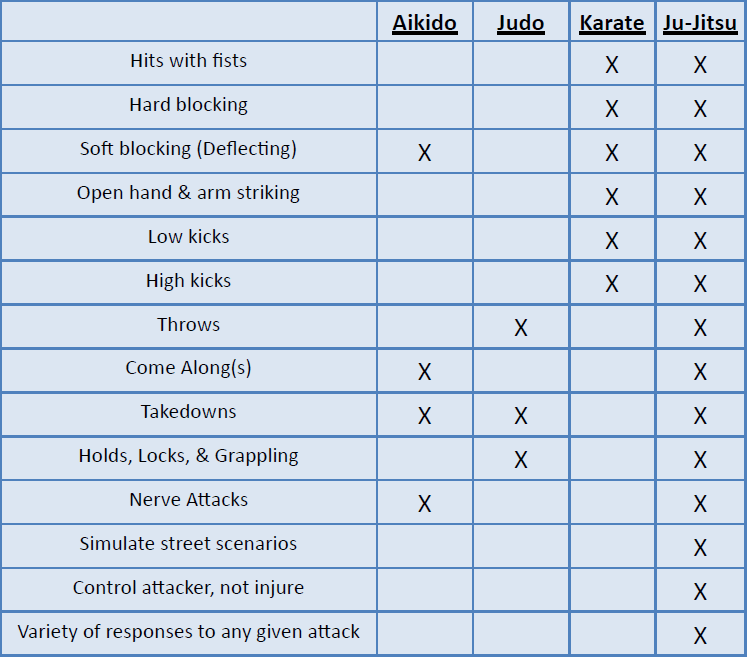 Aikido Judo Karate Ju-Jitsu
Hits with fists X X
Hard blocking X X
Soft blocking (Deflecting) X X X
Open hand & arm striking X X
Low kicks X X
High kicks X X
Throws X X
Come Along(s) X X
Takedowns X X X
Holds, Locks, & Grappling X X
Nerve Attacks X X
Simulate street scenarios X
Control attacker, not injure X
Variety of responses to any given attack X